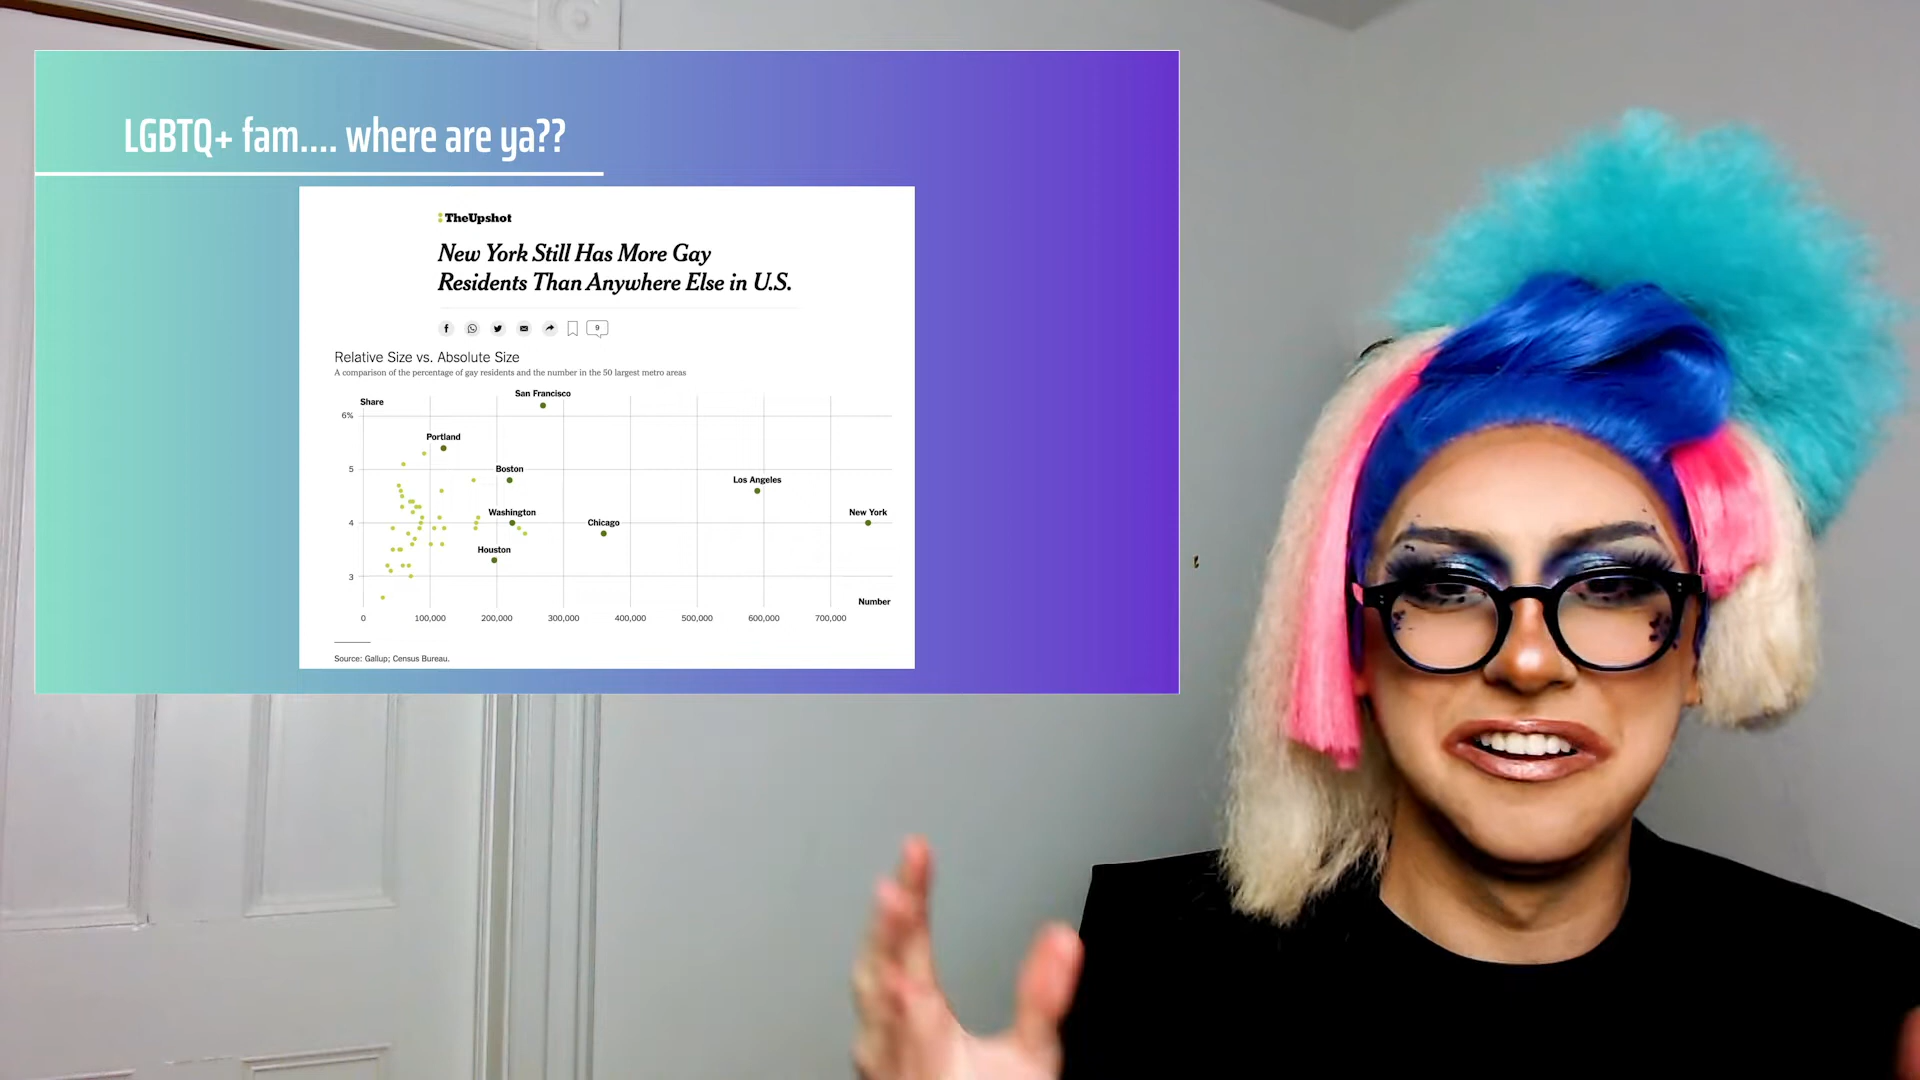 LGBTQ+ fam.... where are ya??
TheUpshot
New York Still Has More Gay
Residents Than Anywhere Else in U.S.
9
Relative Size vs. Absolute Size
A comparison of the percentage of gay residents and the number in the 50 largest metro areas
San Francisco
Share
6%
Portland
5
Boston
Los Angeles
4
Washington
Chicago
New York
Houston
3
Number
0 100,000 200,000 300,000 400,000 500,000 600,000 700,000
Source: Gallup; Census Bureau.